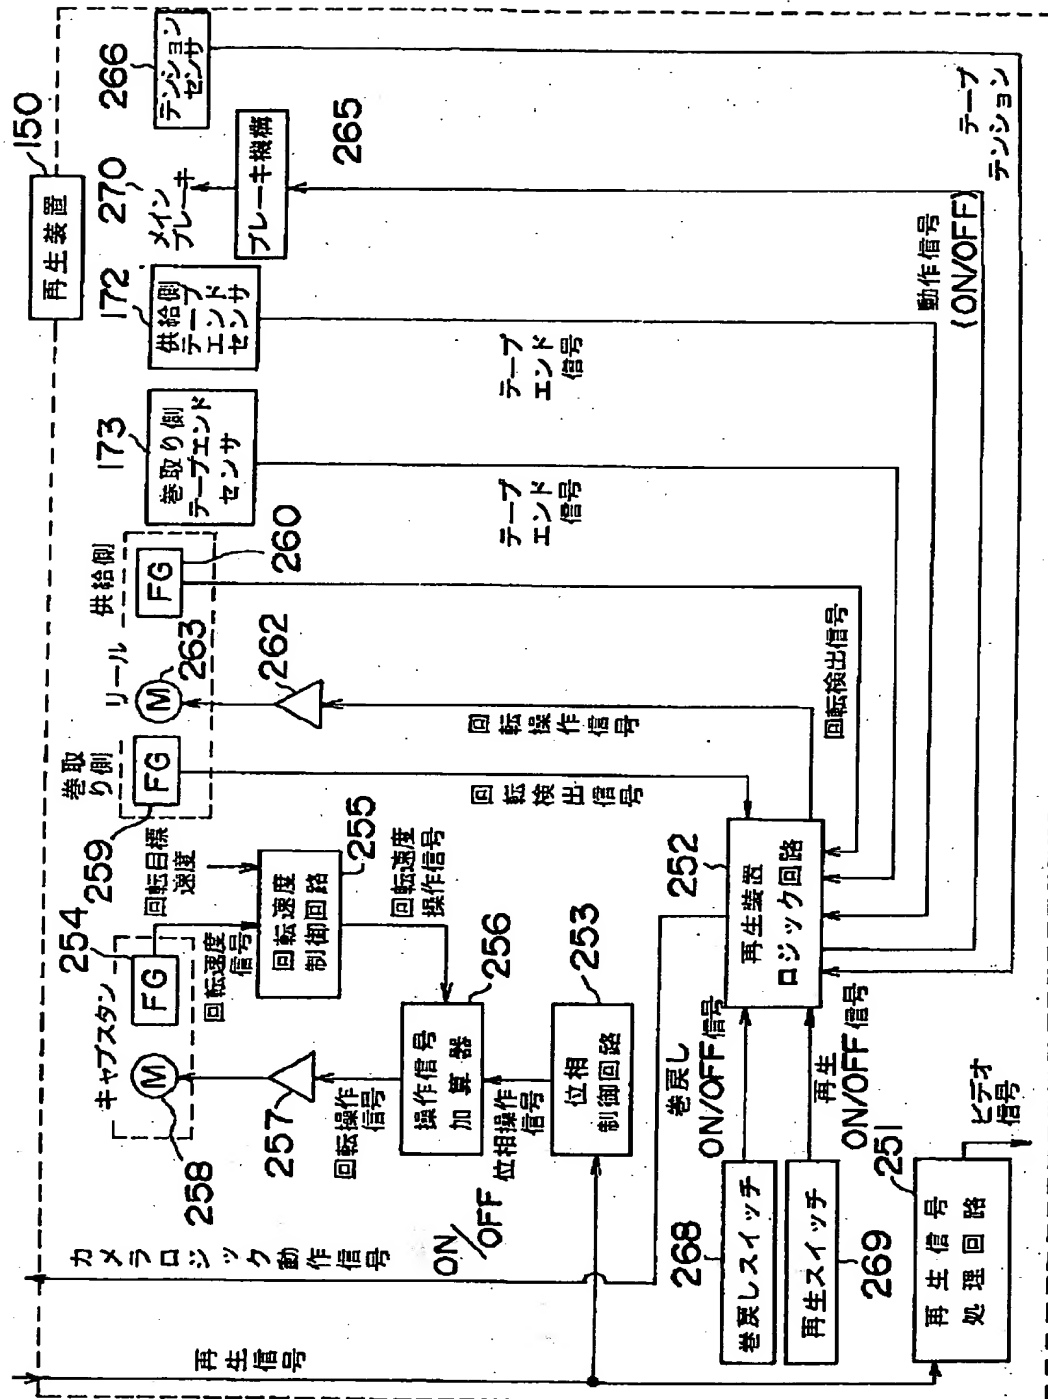 再生装置
150
テンション
センサ
266
メイン
ブレーキ
270
ブレーキ機構
265
供給側
テープ
エンド
センサ
172
巻取り側
テープエンド
センサ
173
リール
供給側
FG
260
M
263
巻取
り側
FG
259
262
キャプスタン
FG
254
M
258
257
回転目標
速度
回転速度
信号
回転速度
制御回路
255
回転速度
操作信号
操作信号
加算器
256
回転操作
信号
位相操作
信号
位相
制御回路
253
ON/
OFF
回転検出信号
回転操作信号
回転検出信号
テープ
エンド
信号
テープ
エンド
信号
動作信号
(ON/OFF)
テープ
テンション
再生装置
ロジック回路
252
巻戻し
ON/OFF信号
再生
ON/OFF信号
巻戻しスイッチ
268
再生スイッチ
269
再生信号
処理回路
251
ビデオ
信号
カメラロジック動作信号
再生信号